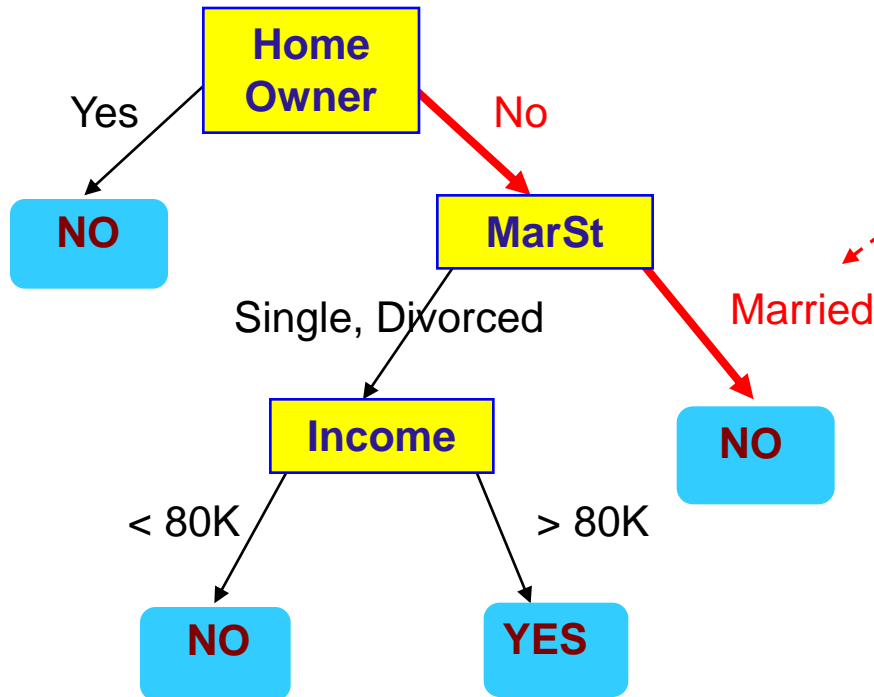 Home
Owner
Yes
No
NO
MarSt
Single, Divorced
Married
Income
NO
< 80K
> 80K
NO
YES